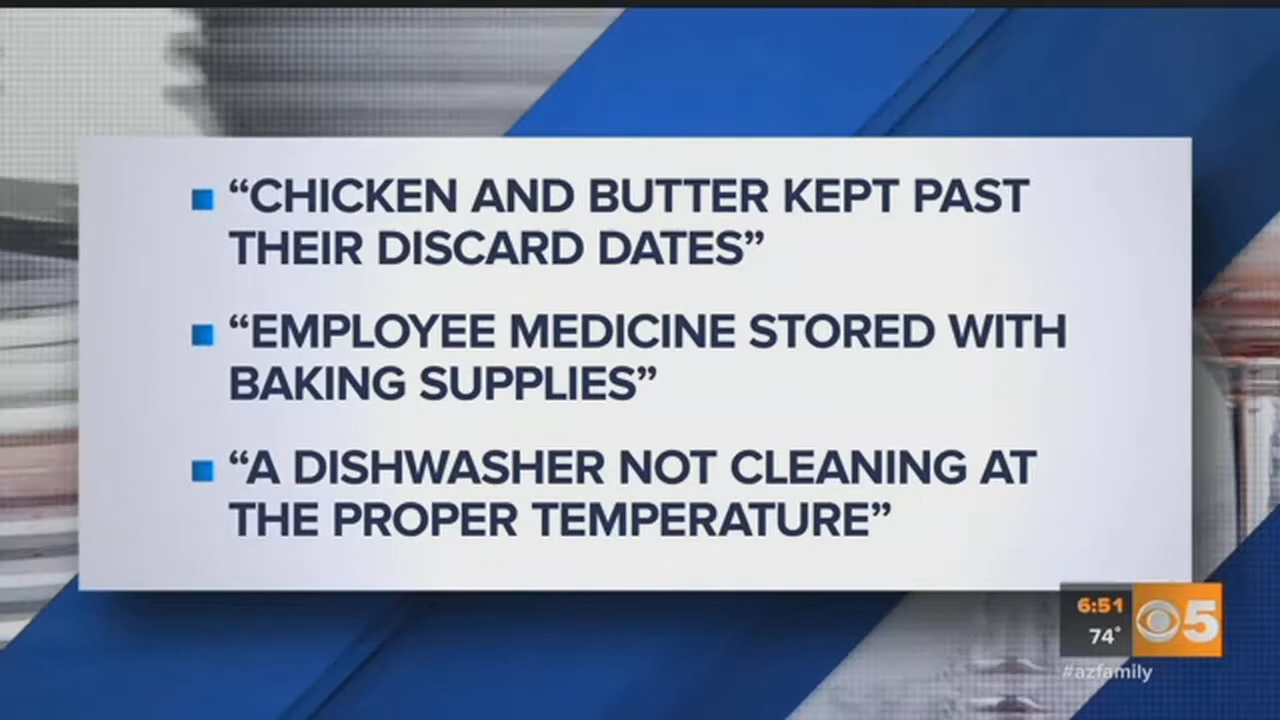 “CHICKEN AND BUTTER KEPT PAST
THEIR DISCARD DATES”
“EMPLOYEE MEDICINE STORED WITH
BAKING SUPPLIES”
“A DISHWASHER NOT CLEANING AT
THE PROPER TEMPERATURE”
6:51
74°
5
#azfamily